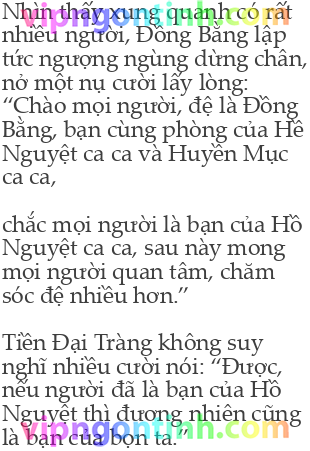 Nhìn thấy xung quanh có rất
vipngontinh.com
nhiều người, Đồng Bằng lập
tức ngượng ngùng dừng chân,
nở một nụ cười lấy lòng:
“Chào mọi người, đệ là Đồng
Bằng, bạn cùng phòng của Hề
Nguyệt ca ca và Huyền Mục
ca ca,
chắc mọi người là bạn của Hồ
Nguyệt ca ca, sau này mong
mọi người quan tâm, chăm
sóc đệ nhiều hơn.”
Tiền Đại Tràng không suy
nghĩ nhiều cười nói: “Được,
nếu người đã là bạn của Hồ
Nguyệt thì đương nhiên cũng
vipngontinh.com
là bạn của bọn ta.”